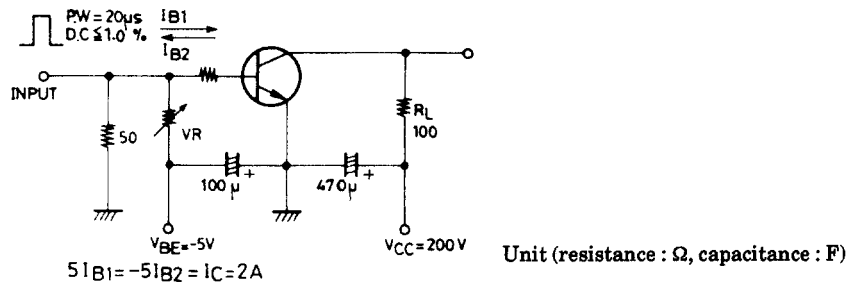 P.W=20μs
D.C≦1.0%
IB1
IB2
INPUT
50
VR
RL
100
100μ +
470μ +
VBE=-5V
VCC=200V
5IB1=-5IB2=IC=2A
Unit (resistance : Ω, capacitance : F)